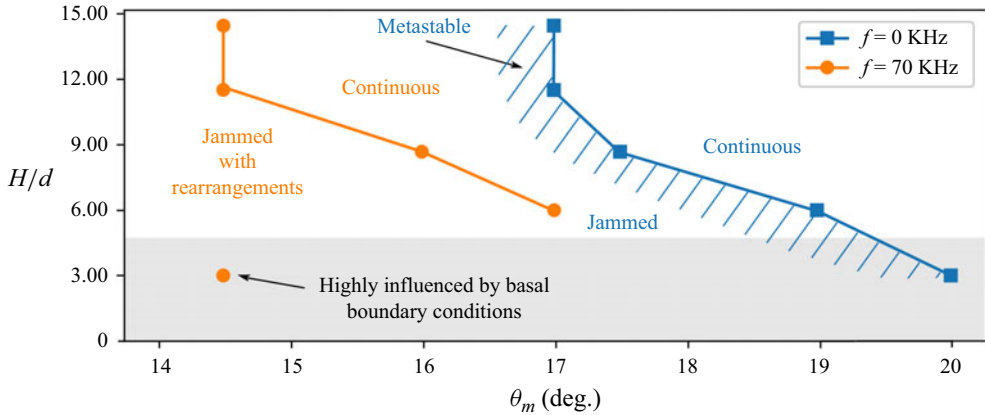 15.00
12.00
9.00
6.00
3.00
0
H/d
14
15
16
17
18
19
20
θm (deg.)
Metastable
f = 0 KHz
f = 70 KHz
Continuous
Jammed
with
rearrangements
Continuous
Jammed
Highly influenced by basal
boundary conditions